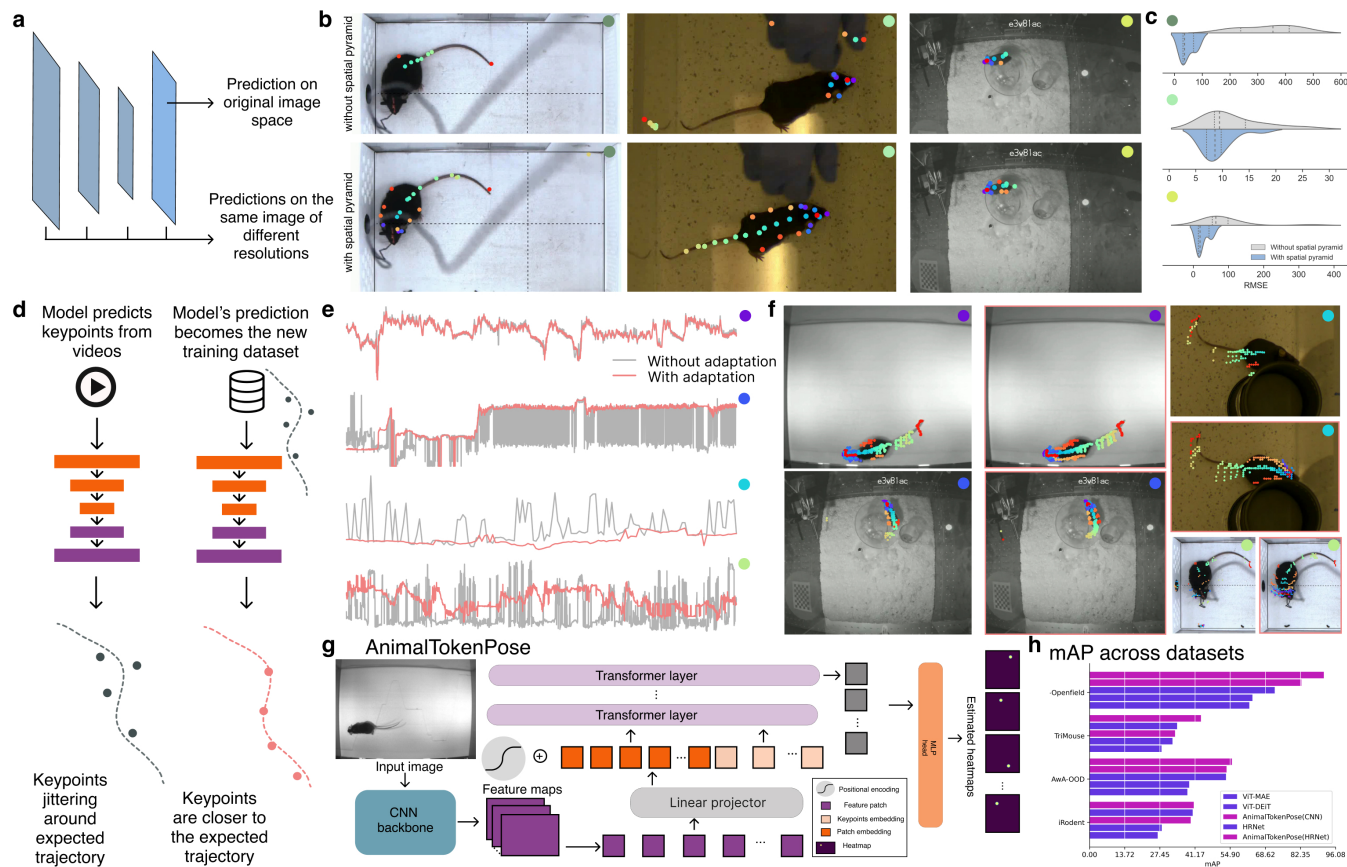 a
Prediction on
original image
space
Predictions on the
same image of
different
resolutions
b
without spatial pyramid
with spatial pyramid
e3v81ac
e3v81ac
c
0 100 200 300 400 500 600
0 5 10 15 20 25 30
0 100 200 300 400
Without spatial pyramid
With spatial pyramid
RMSE
d
Model predicts
keypoints from
videos
Model's prediction
becomes the new
training dataset
Keypoints
jittering
around
expected
trajectory
Keypoints
are closer to
the expected
trajectory
e
Without adaptation
With adaptation
f
e3v81ac
e3v81ac
g
AnimalTokenPose
Transformer layer
Transformer layer
Input image
CNN
backbone
Feature maps
Linear projector
MLP
head
Estimated heatmaps
Positional encoding
Feature patch
Keypoints embedding
Patch embedding
Heatmap
h
mAP across datasets
-Openfield
TriMouse
AwA-OOD
iRodent
ViT-MAE
ViT-DEiT
AnimalTokenPose(CNN)
HRNet
AnimalTokenPose(HRNet)
0.00 13.72 27.45 41.17 54.90 68.62 82.35 96.08
mAP